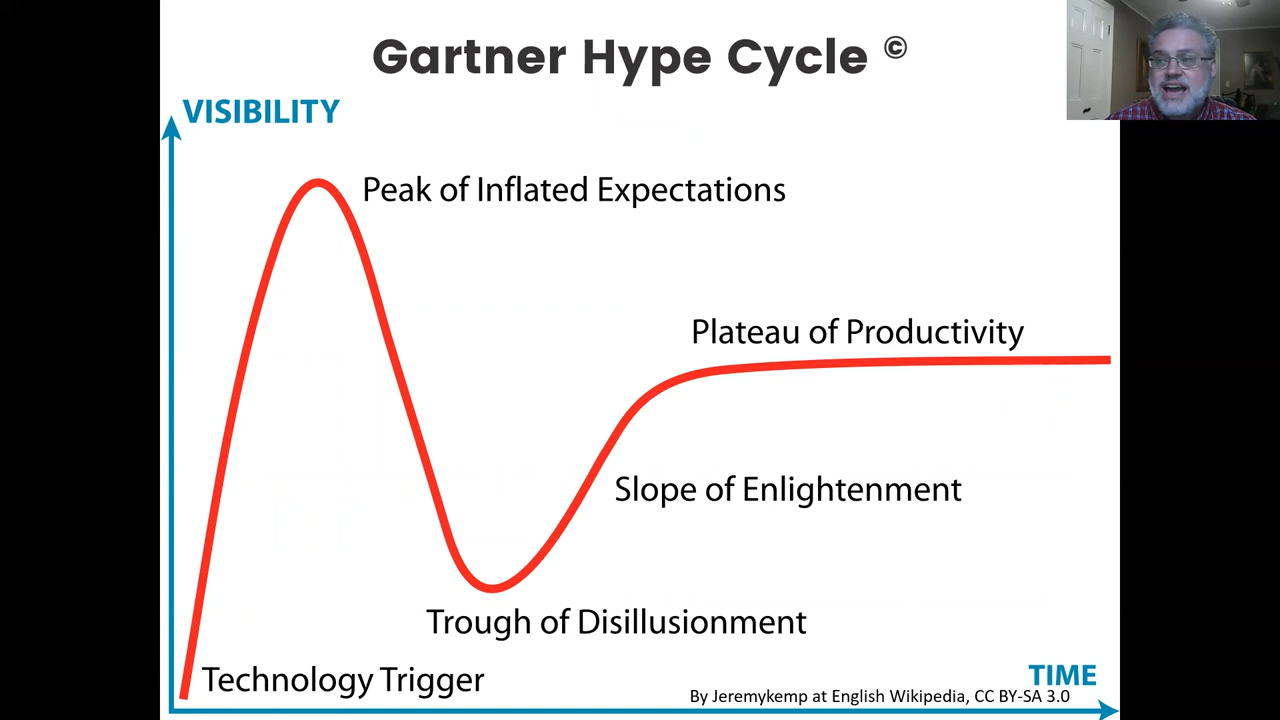 Gartner Hype Cycle ©
VISIBILITY
Peak of Inflated Expectations
Plateau of Productivity
Slope of Enlightenment
Trough of Disillusionment
Technology Trigger
TIME
By Jeremykemp at English Wikipedia, CC BY-SA 3.0